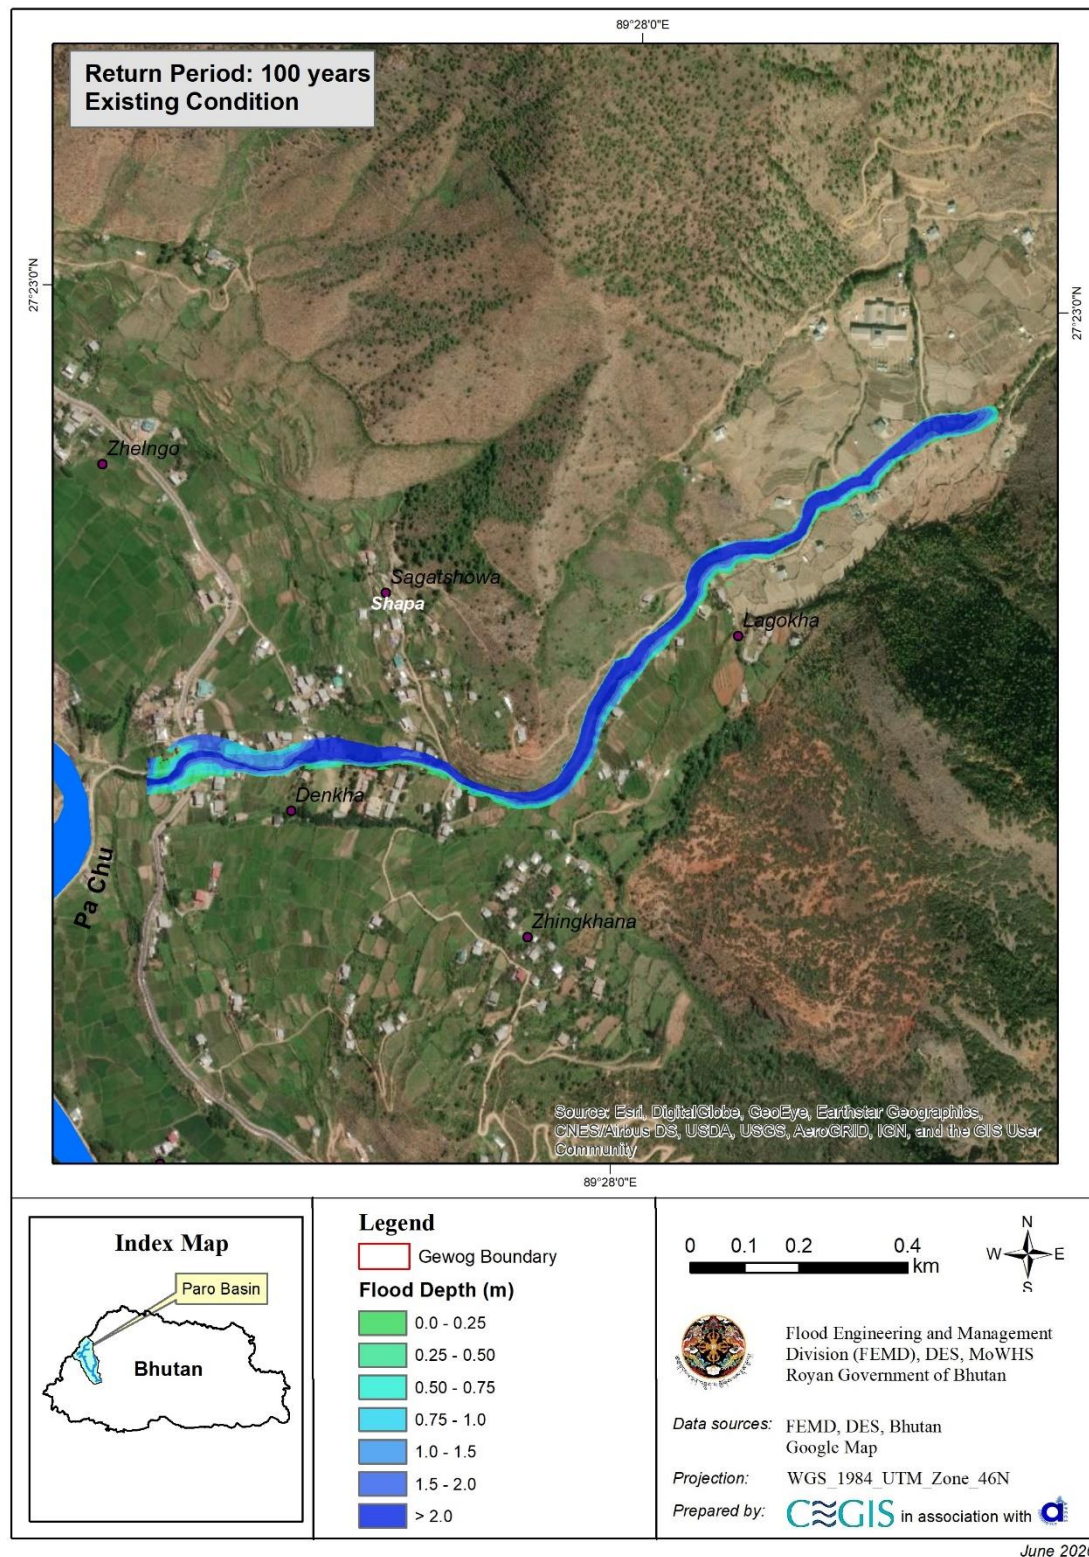 89°28'0"E
Return Period: 100 years
Existing Condition
27°23'0"N
27°23'0"N
Zhelngo
Sagatshowa
Shapa
Lagokha
Denkha
Pa Chu
Zhingkhana
Source: Esri, DigitalGlobe, GeoEye, Earthstar Geographics,
CNES/Airbus DS, USDA, USGS, AeroGRID, IGN, and the GIS User
Community
89°28'0"E
Index Map
Paro Basin
Bhutan
Legend
Gewog Boundary
Flood Depth (m)
0.0 - 0.25
0.25 - 0.50
0.50 - 0.75
0.75 - 1.0
1.0 - 1.5
1.5 - 2.0
> 2.0
0 0.1 0.2 0.4
km
N
W E
S
Flood Engineering and Management
Division (FEMD), DES, MoWHS
Royan Government of Bhutan
Data sources: FEMD, DES, Bhutan
Google Map
Projection: WGS_1984_UTM_Zone_46N
Prepared by: CEGIS in association with